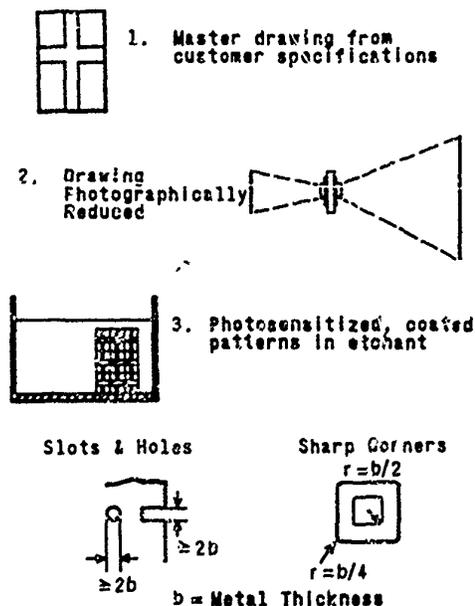 1. Master drawing from
customer specifications
2. Drawing
Photographically
Reduced
3. Photosensitized, coated
patterns in etchant
Slots & Holes
Sharp Corners
r=b/2
≥2b
≥2b
r=b/4
b = Metal Thickness